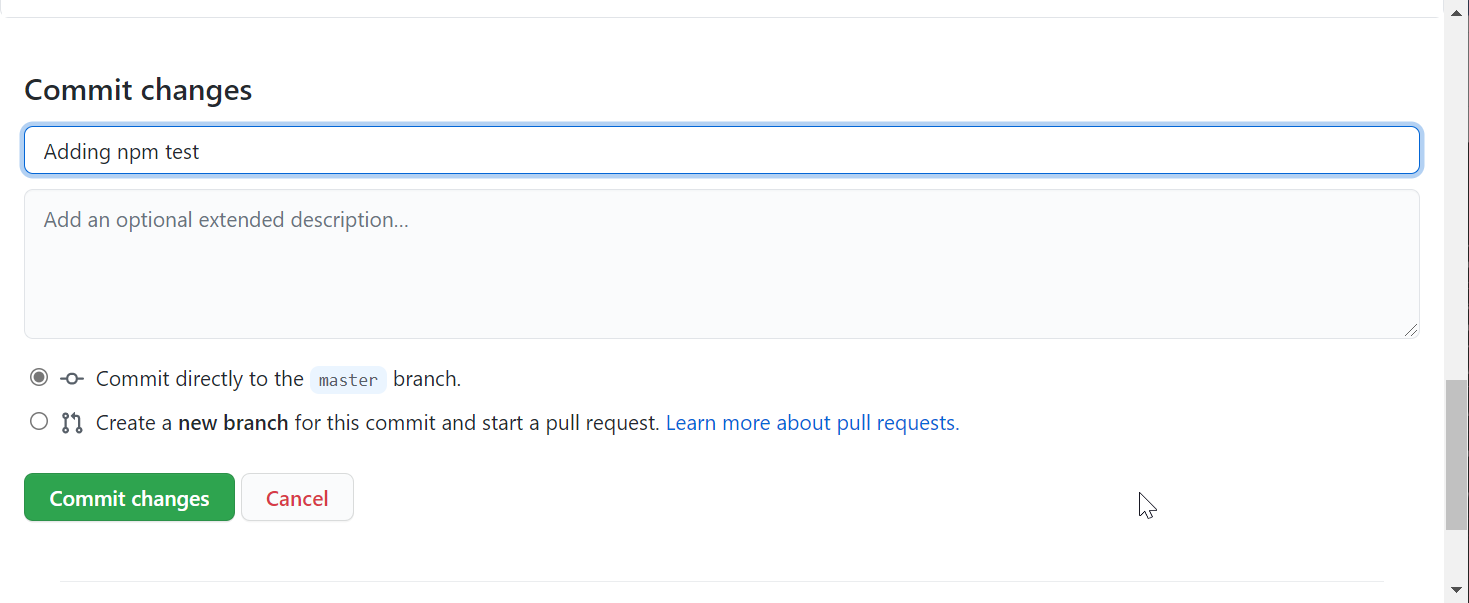 Commit changes
Adding npm test
Add an optional extended description...
Commit directly to the master branch.
Create a new branch for this commit and start a pull request. Learn more about pull requests.
Commit changes Cancel